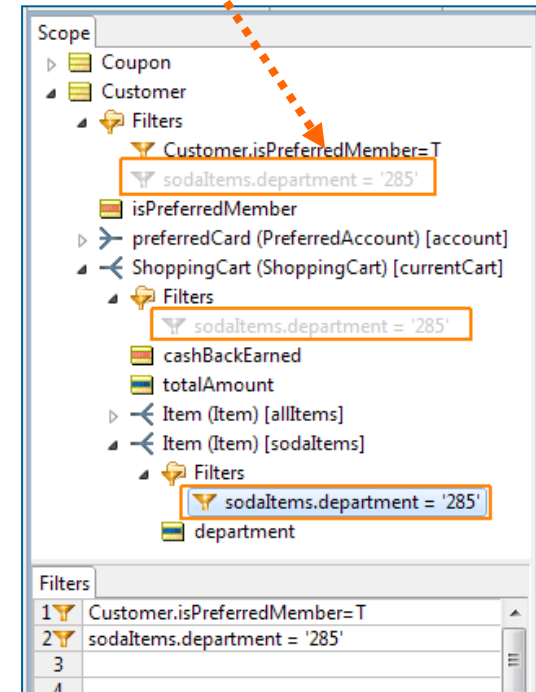 Scope
Coupon
Customer
Filters
Customer.isPreferredMember=T
sodaItems.department = '285'
isPreferredMember
preferredCard (PreferredAccount) [account]
ShoppingCart (ShoppingCart) [currentCart]
Filters
sodaItems.department = '285'
cashBackEarned
totalAmount
Item (Item) [allItems]
Item (Item) [sodaItems]
Filters
sodaItems.department = '285'
department
Filters
1 Customer.isPreferredMember=T
2 sodaItems.department = '285'
3
4